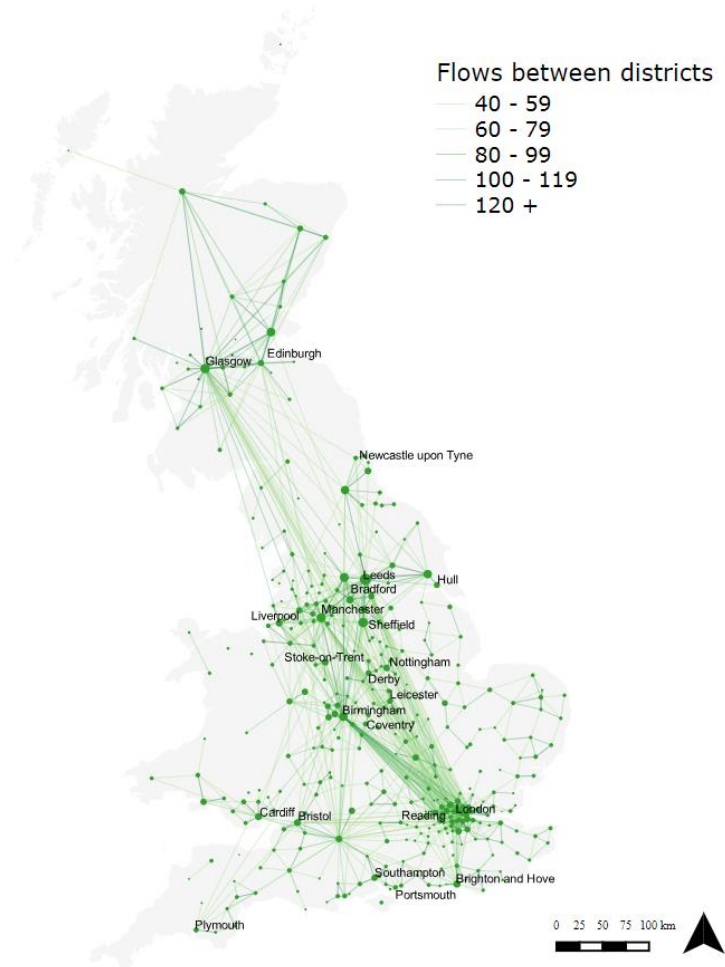 Flows between districts
40 - 59
60 - 79
80 - 99
100 - 119
120 +
Edinburgh
Glasgow
Newcastle upon Tyne
Leeds
Hull
Bradford
Manchester
Liverpool
Sheffield
Stoke-on-Trent
Nottingham
Derby
Leicester
Birmingham
Coventry
London
Cardiff
Bristol
Reading
Southampton
Brighton and Hove
Portsmouth
Plymouth
0 25 50 75 100 km